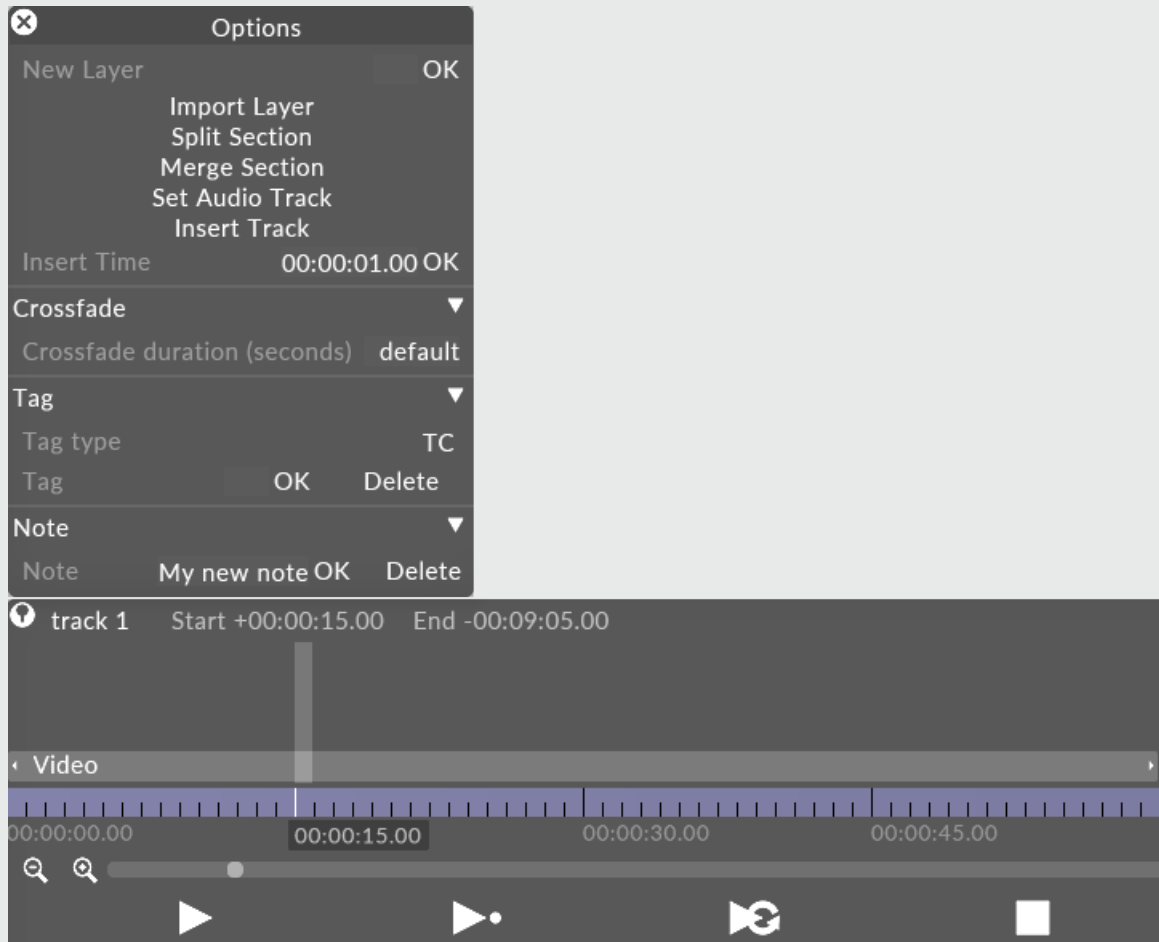 Options
New Layer OK
Import Layer
Split Section
Merge Section
Set Audio Track
Insert Track
Insert Time 00:00:01.00 OK
Crossfade
Crossfade duration (seconds) default
Tag
Tag type TC
Tag OK Delete
Note
Note My new note OK Delete
track 1 Start +00:00:15.00 End -00:09:05.00
Video
00:00:00.00 00:00:15.00 00:00:30.00 00:00:45.00